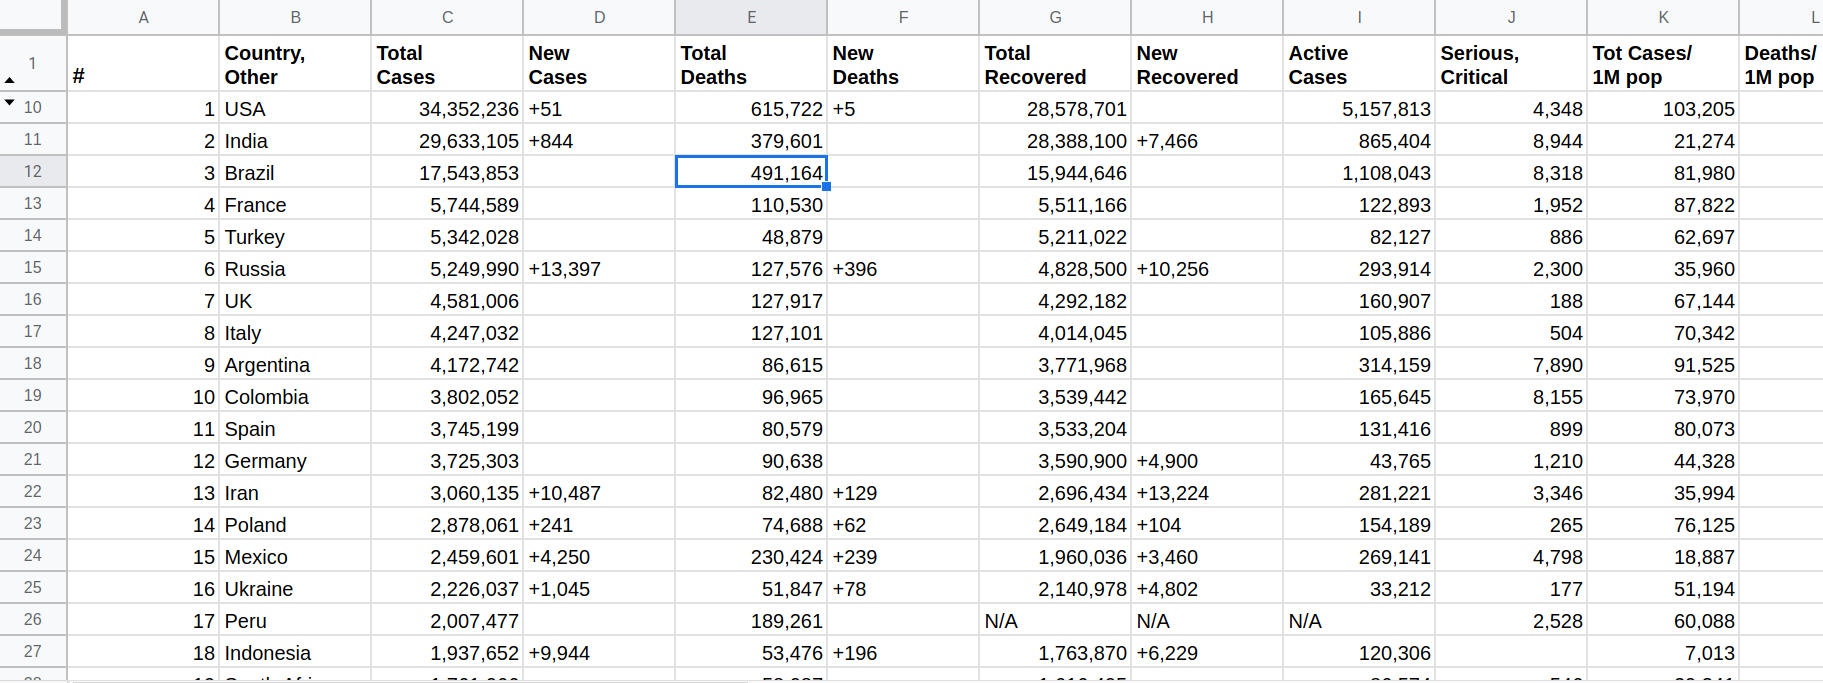 A B C D E F G H I J K L
1 # Country, Other Total Cases New Cases Total Deaths New Deaths Total Recovered New Recovered Active Cases Serious, Critical Tot Cases/ 1M pop Deaths/ 1M pop
10 1 USA 34,352,236 +51 615,722 +5 28,578,701 5,157,813 4,348 103,205
11 2 India 29,633,105 +844 379,601 28,388,100 +7,466 865,404 8,944 21,274
12 3 Brazil 17,543,853 491,164 15,944,646 1,108,043 8,318 81,980
13 4 France 5,744,589 110,530 5,511,166 122,893 1,952 87,822
14 5 Turkey 5,342,028 48,879 5,211,022 82,127 886 62,697
15 6 Russia 5,249,990 +13,397 127,576 +396 4,828,500 +10,256 293,914 2,300 35,960
16 7 UK 4,581,006 127,917 4,292,182 160,907 188 67,144
17 8 Italy 4,247,032 127,101 4,014,045 105,886 504 70,342
18 9 Argentina 4,172,742 86,615 3,771,968 314,159 7,890 91,525
19 10 Colombia 3,802,052 96,965 3,539,442 165,645 8,155 73,970
20 11 Spain 3,745,199 80,579 3,533,204 131,416 899 80,073
21 12 Germany 3,725,303 90,638 3,590,900 +4,900 43,765 1,210 44,328
22 13 Iran 3,060,135 +10,487 82,480 +129 2,696,434 +13,224 281,221 3,346 35,994
23 14 Poland 2,878,061 +241 74,688 +62 2,649,184 +104 154,189 265 76,125
24 15 Mexico 2,459,601 +4,250 230,424 +239 1,960,036 +3,460 269,141 4,798 18,887
25 16 Ukraine 2,226,037 +1,045 51,847 +78 2,140,978 +4,802 33,212 177 51,194
26 17 Peru 2,007,477 189,261 N/A N/A N/A 2,528 60,088
27 18 Indonesia 1,937,652 +9,944 53,476 +196 1,763,870 +6,229 120,306 7,013